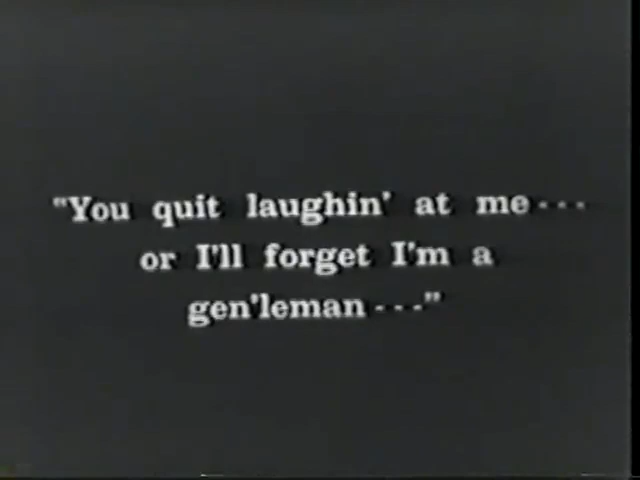 "You quit laughin' at me---
or I'll forget I'm a
gen'leman---"